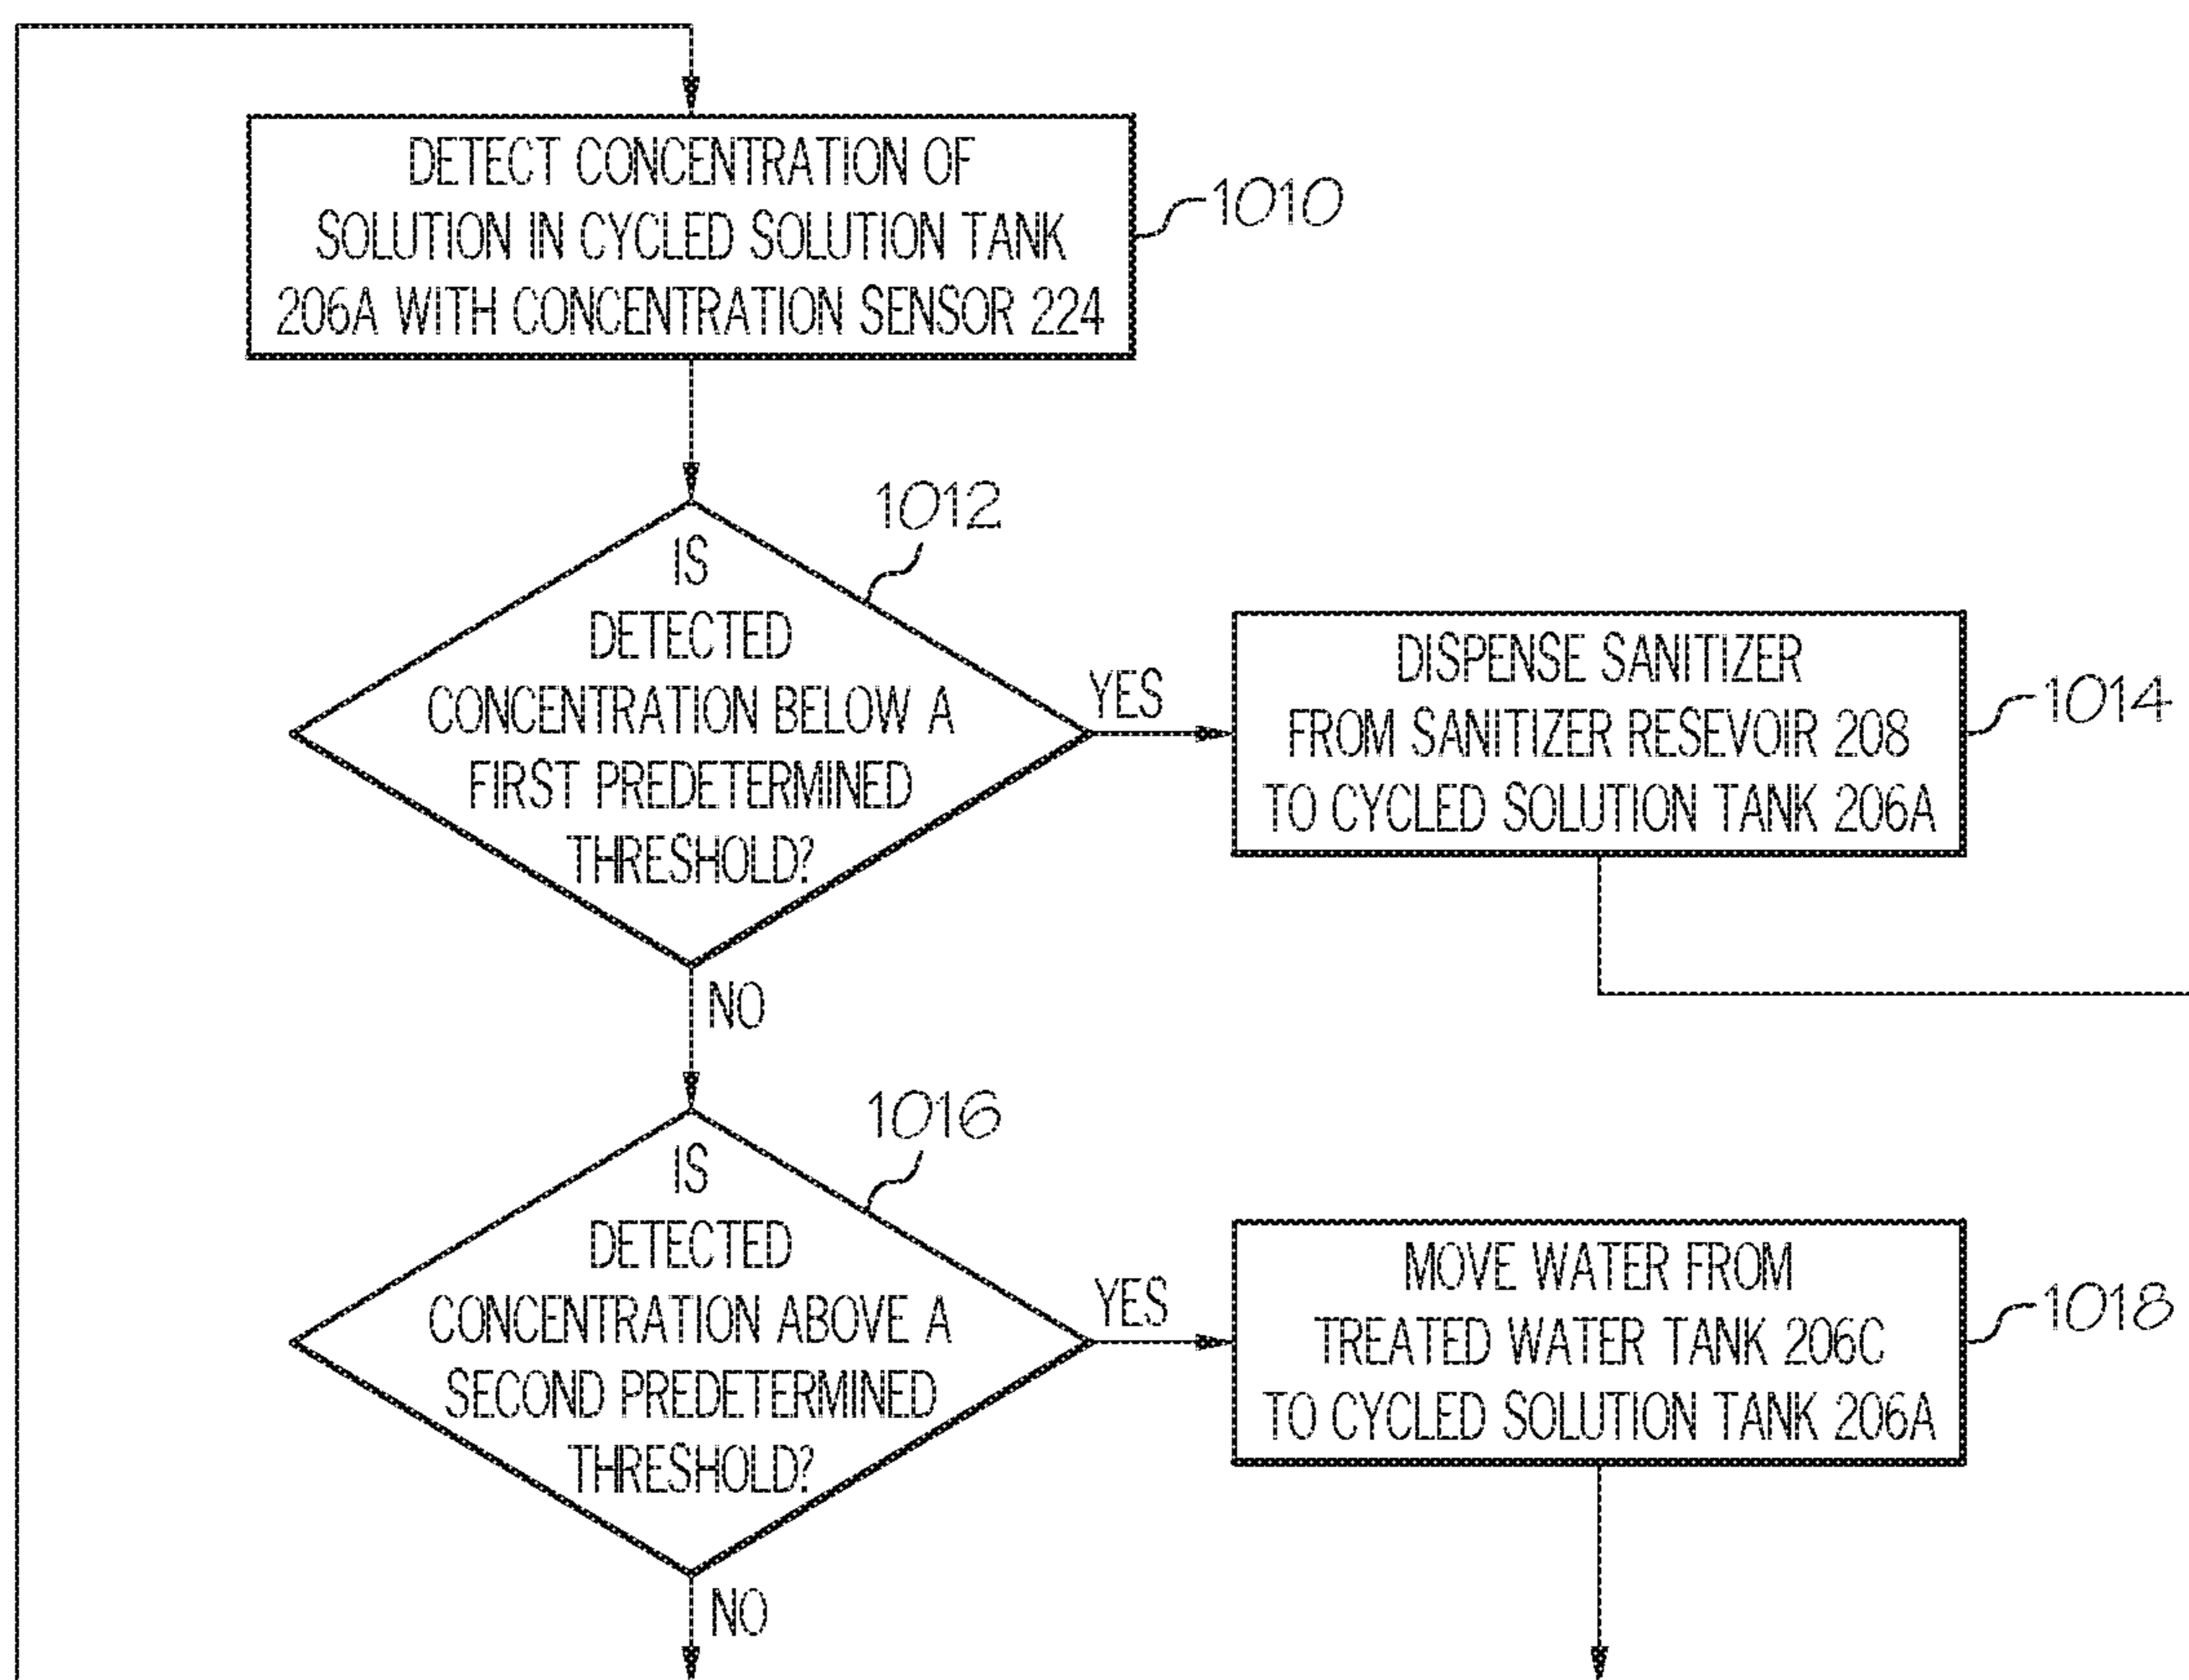 DETECT CONCENTRATION OF
SOLUTION IN CYCLED SOLUTION TANK
206A WITH CONCENTRATION SENSOR 224
1010
1012
IS
DETECTED
CONCENTRATION BELOW A
FIRST PREDETERMINED
THRESHOLD?
YES
DISPENSE SANITIZER
FROM SANITIZER RESEVOIR 208
TO CYCLED SOLUTION TANK 206A
1014
NO
1016
IS
DETECTED
CONCENTRATION ABOVE A
SECOND PREDETERMINED
THRESHOLD?
YES
MOVE WATER FROM
TREATED WATER TANK 206C
TO CYCLED SOLUTION TANK 206A
1018
NO